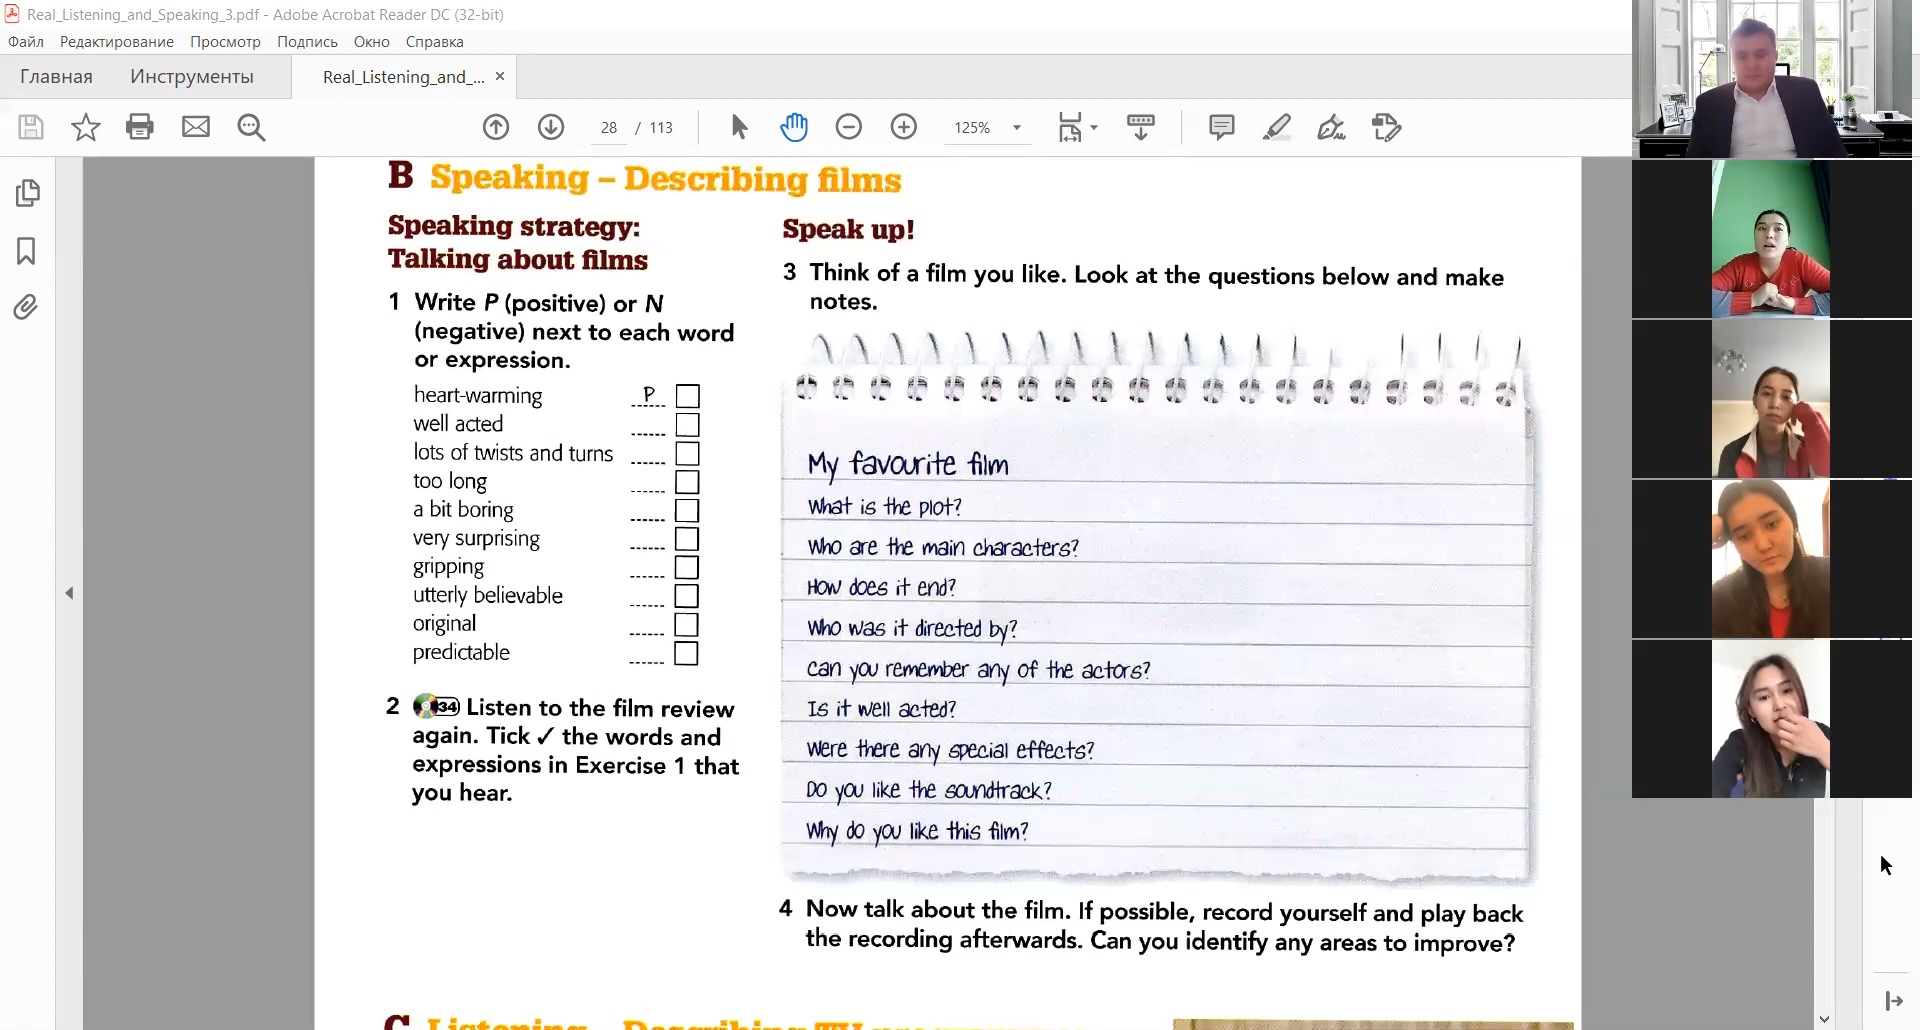 Real_Listening_and_Speaking_3.pdf - Adobe Acrobat Reader DC (32-bit)
Файл Редактирование Просмотр Подпись Окно Справка
Главная Инструменты Real_Listening_and_... ×
28 / 113 125%
B Speaking – Describing films
Speaking strategy:
Talking about films
1 Write P (positive) or N
(negative) next to each word
or expression.
heart-warming P
well acted
lots of twists and turns
too long
a bit boring
very surprising
gripping
utterly believable
original
predictable
2 34 Listen to the film review
again. Tick ✓ the words and
expressions in Exercise 1 that
you hear.
Speak up!
3 Think of a film you like. Look at the questions below and make
notes.
My favourite film
What is the plot?
Who are the main characters?
How does it end?
Who was it directed by?
Can you remember any of the actors?
Is it well acted?
Were there any special effects?
Do you like the soundtrack?
Why do you like this film?
4 Now talk about the film. If possible, record yourself and play back
the recording afterwards. Can you identify any areas to improve?
C Listening – Describing TV